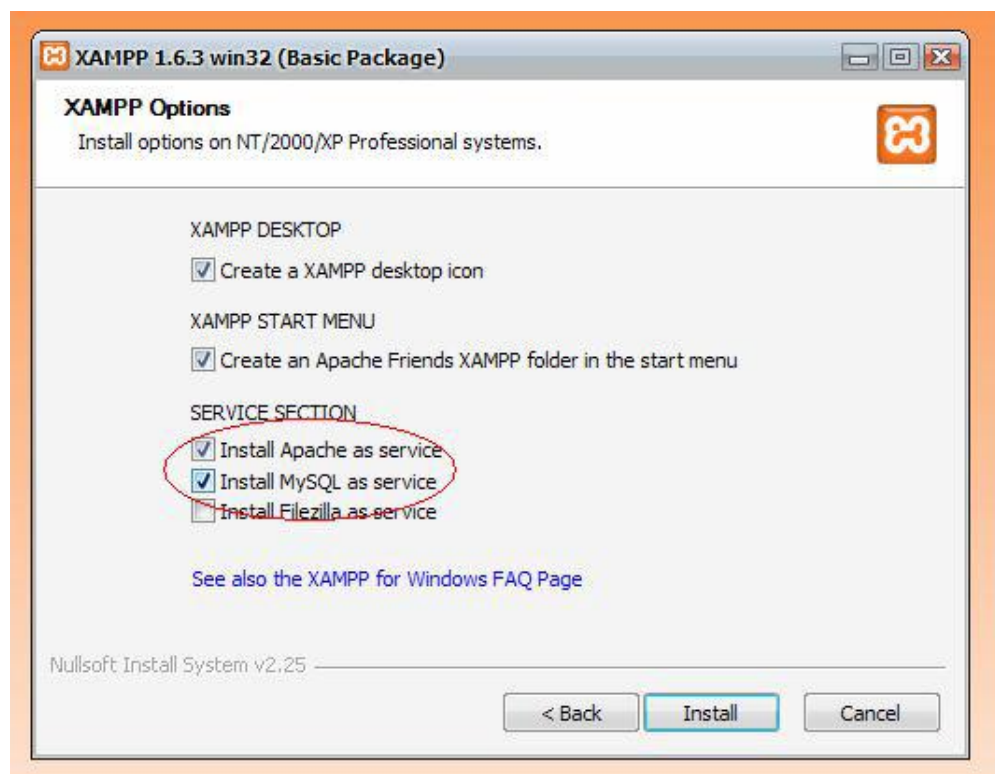 XAMPP 1.6.3 win32 (Basic Package)
XAMPP Options
Install options on NT/2000/XP Professional systems.
XAMPP DESKTOP
Create a XAMPP desktop icon
XAMPP START MENU
Create an Apache Friends XAMPP folder in the start menu
SERVICE SECTION
Install Apache as service
Install MySQL as service
Install Filezilla as service
See also the XAMPP for Windows FAQ Page
Nullsoft Install System v2.25
< Back Install Cancel